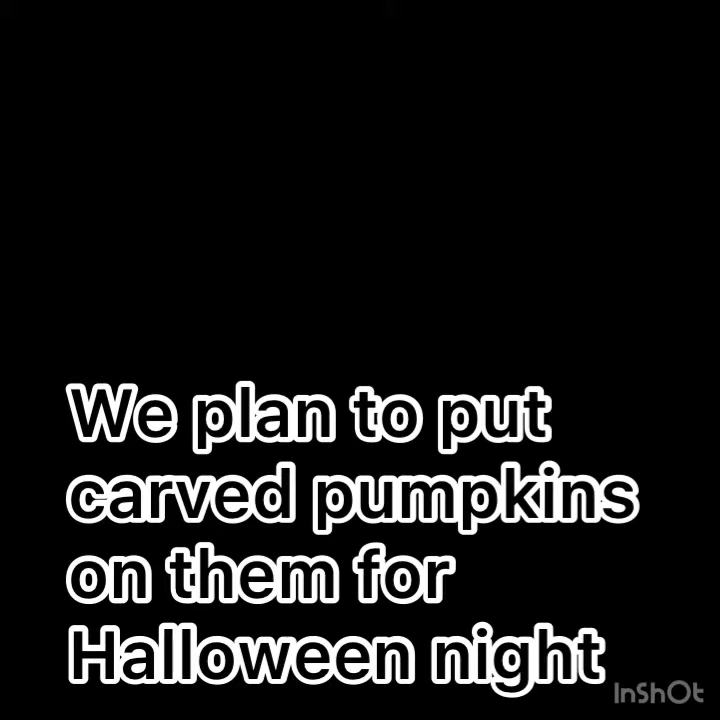 We plan to put
carved pumpkins
on them for
Halloween night
InShOt